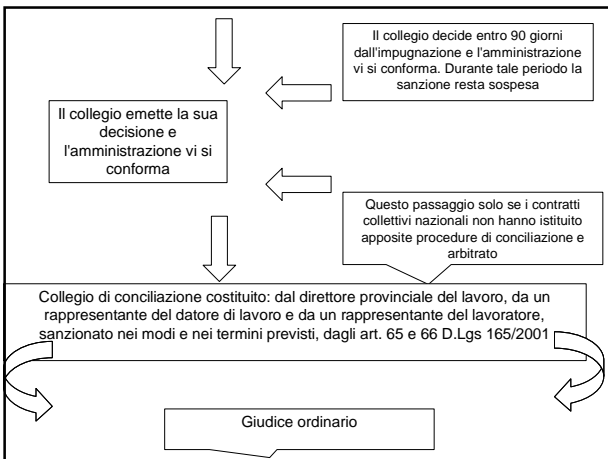 Il collegio decide entro 90 giorni
dall'impugnazione e l'amministrazione
vi si conforma. Durante tale periodo la
sanzione resta sospesa
Il collegio emette la sua
decisione e
l'amministrazione vi si
conforma
Questo passaggio solo se i contratti
collettivi nazionali non hanno istituito
apposite procedure di conciliazione e
arbitrato
Collegio di conciliazione costituito: dal direttore provinciale del lavoro, da un
rappresentante del datore di lavoro e da un rappresentante del lavoratore,
sanzionato nei modi e nei termini previsti, dagli art. 65 e 66 D.Lgs 165/2001
Giudice ordinario